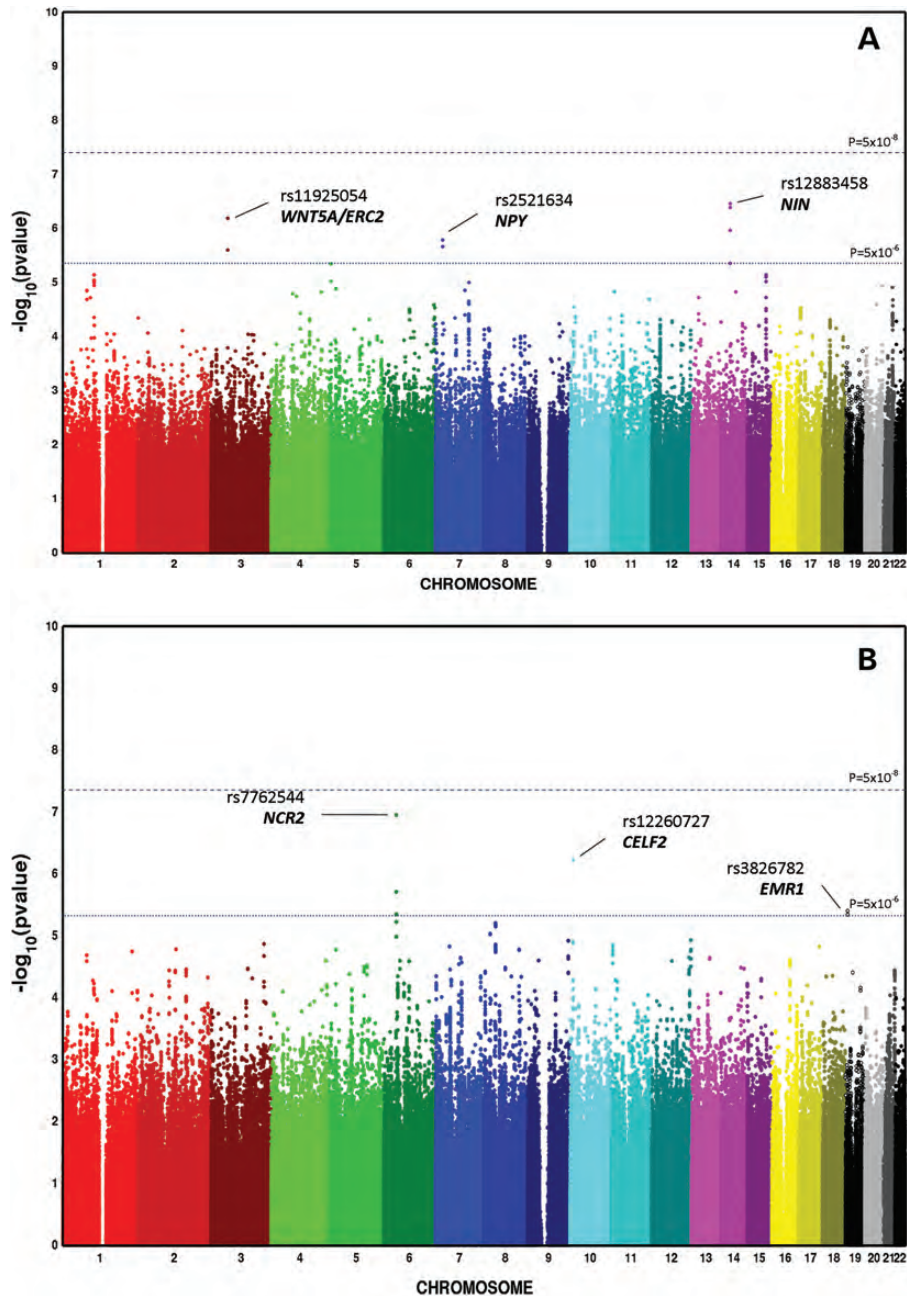 A
10
9
8
7
6
5
4
3
2
1
0
-log10(pvalue)
P=5x10-8
rs11925054
WNT5A/ERC2
rs2521634
NPY
rs12883458
NIN
P=5x10-6
1 2 3 4 5 6 7 8 9 10 11 12 13 14 15 16 17 18 19 20 21 22
CHROMOSOME
B
10
9
8
7
6
5
4
3
2
1
0
-log10(pvalue)
P=5x10-8
rs7762544
NCR2
rs12260727
CELF2
rs3826782
EMR1
P=5x10-6
1 2 3 4 5 6 7 8 9 10 11 12 13 14 15 16 17 18 19 20 21 22
CHROMOSOME